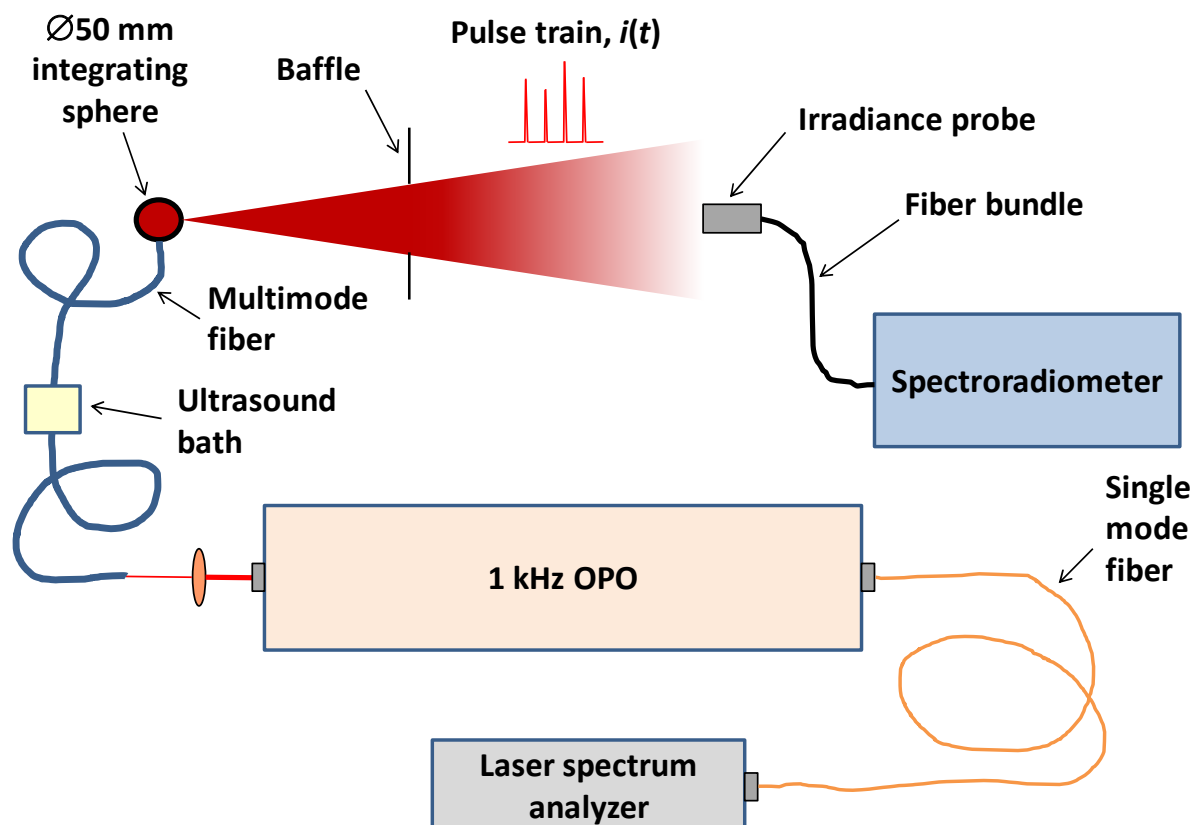 ∅50 mm
integrating
sphere
Baffle
Pulse train, i(t)
Irradiance probe
Fiber bundle
Multimode
fiber
Spectroradiometer
Ultrasound
bath
Single
mode
fiber
1 kHz OPO
Laser spectrum
analyzer